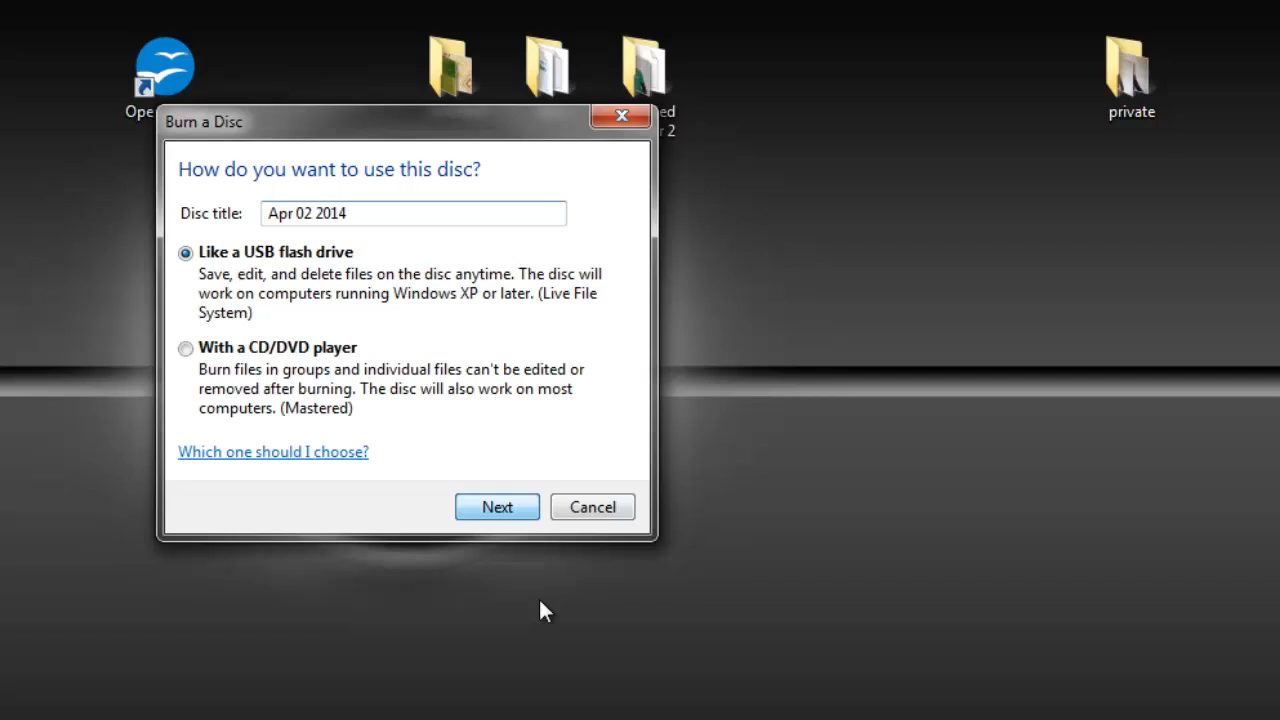 Ope
ed
r 2
private
Burn a Disc
How do you want to use this disc?
Disc title: Apr 02 2014
Like a USB flash drive
Save, edit, and delete files on the disc anytime. The disc will
work on computers running Windows XP or later. (Live File
System)
With a CD/DVD player
Burn files in groups and individual files can't be edited or
removed after burning. The disc will also work on most
computers. (Mastered)
Which one should I choose?
Next Cancel